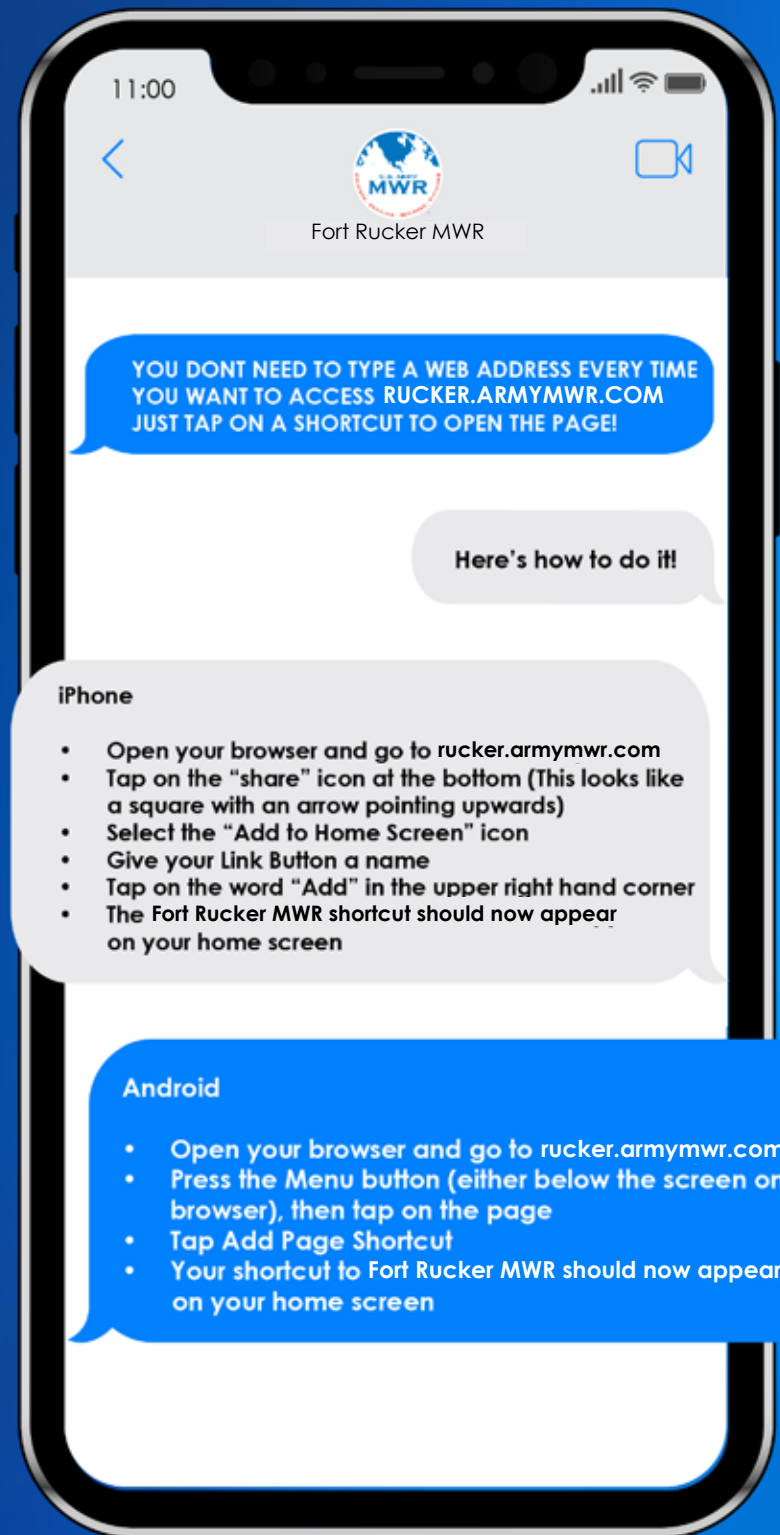 11:00
U.S. ARMY
MWR
Fort Rucker MWR
YOU DONT NEED TO TYPE A WEB ADDRESS EVERY TIME
YOU WANT TO ACCESS RUCKER.ARMYMWR.COM
JUST TAP ON A SHORTCUT TO OPEN THE PAGE!
Here's how to do it!
iPhone
• Open your browser and go to rucker.armymwr.com
• Tap on the “share” icon at the bottom (This looks like
a square with an arrow pointing upwards)
• Select the “Add to Home Screen” icon
• Give your Link Button a name
• Tap on the word “Add” in the upper right hand corner
• The Fort Rucker MWR shortcut should now appear
on your home screen
Android
• Open your browser and go to rucker.armymwr.com
• Press the Menu button (either below the screen or
browser), then tap on the page
• Tap Add Page Shortcut
• Your shortcut to Fort Rucker MWR should now appear
on your home screen